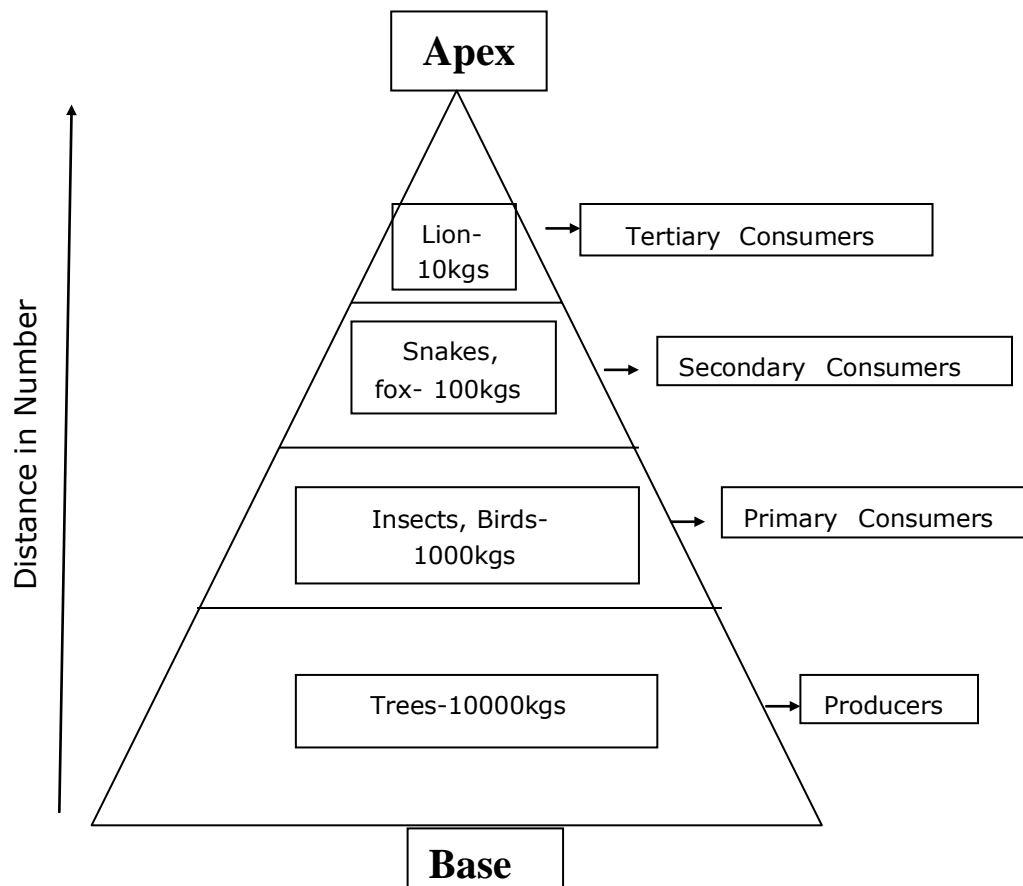 Apex
Lion-
10kgs
Tertiary Consumers
Snakes,
fox- 100kgs
Secondary Consumers
Distance in Number
Insects, Birds-
1000kgs
Primary Consumers
Trees-10000kgs
Producers
Base